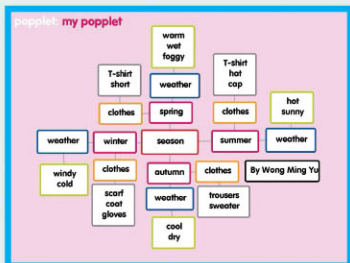 popplet: my popplet
warm
wet
foggy
T-shirt
short
weather
T-shirt
hot
cap
clothes
spring
clothes
hot
sunny
weather
winter
season
summer
weather
windy
cold
clothes
autumn
clothes
By Wong Ming Yu
scarf
coat
gloves
weather
trousers
sweater
cool
dry